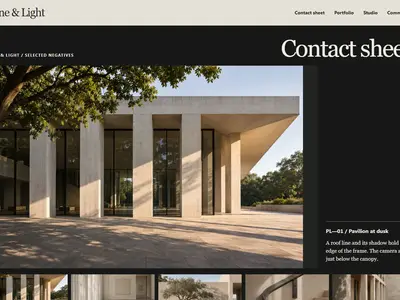 ne & Light
Contact sheet Portfolio Studio Comm
& LIGHT / SELECTED NEGATIVES
Contact shee
PL—01 / Pavilion at dusk
A roof line and its shadow hold
edge of the frame. The camera s
just below the canopy.